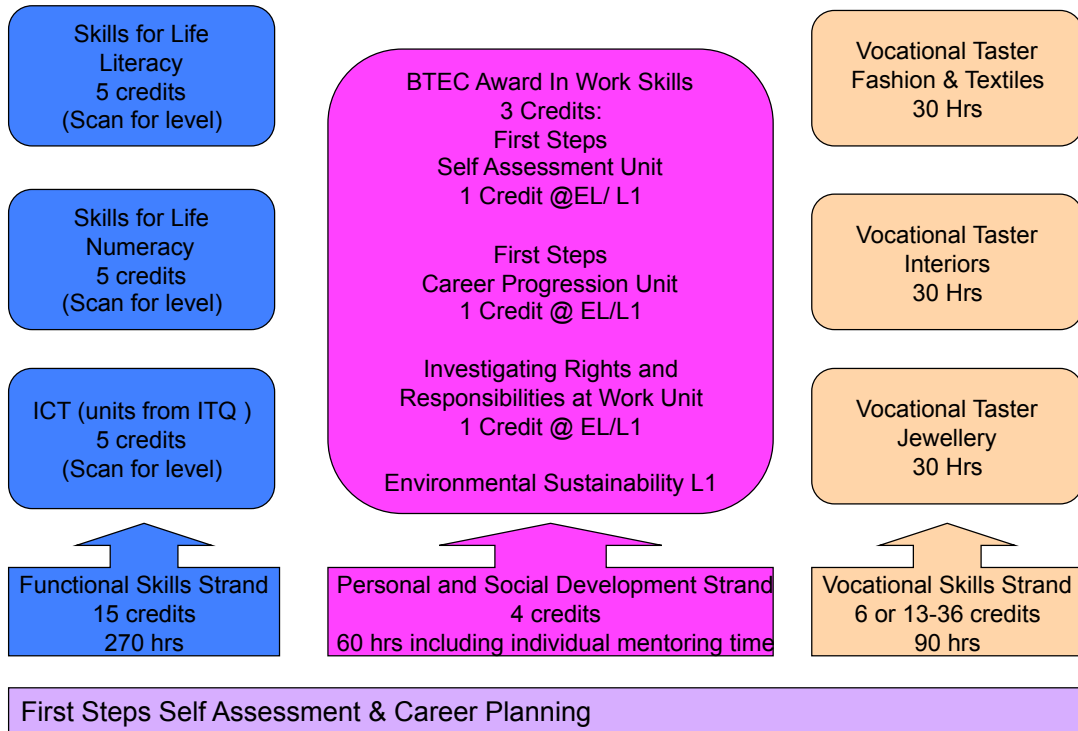 Skills for Life
Literacy
5 credits
(Scan for level)
Skills for Life
Numeracy
5 credits
(Scan for level)
ICT (units from ITQ )
5 credits
(Scan for level)
Functional Skills Strand
15 credits
270 hrs
BTEC Award In Work Skills
3 Credits:
First Steps
Self Assessment Unit
1 Credit @EL/ L1
First Steps
Career Progression Unit
1 Credit @ EL/L1
Investigating Rights and
Responsibilities at Work Unit
1 Credit @ EL/L1
Environmental Sustainability L1
Personal and Social Development Strand
4 credits
60 hrs including individual mentoring time
Vocational Taster
Fashion & Textiles
30 Hrs
Vocational Taster
Interiors
30 Hrs
Vocational Taster
Jewellery
30 Hrs
Vocational Skills Strand
6 or 13-36 credits
90 hrs
First Steps Self Assessment & Career Planning